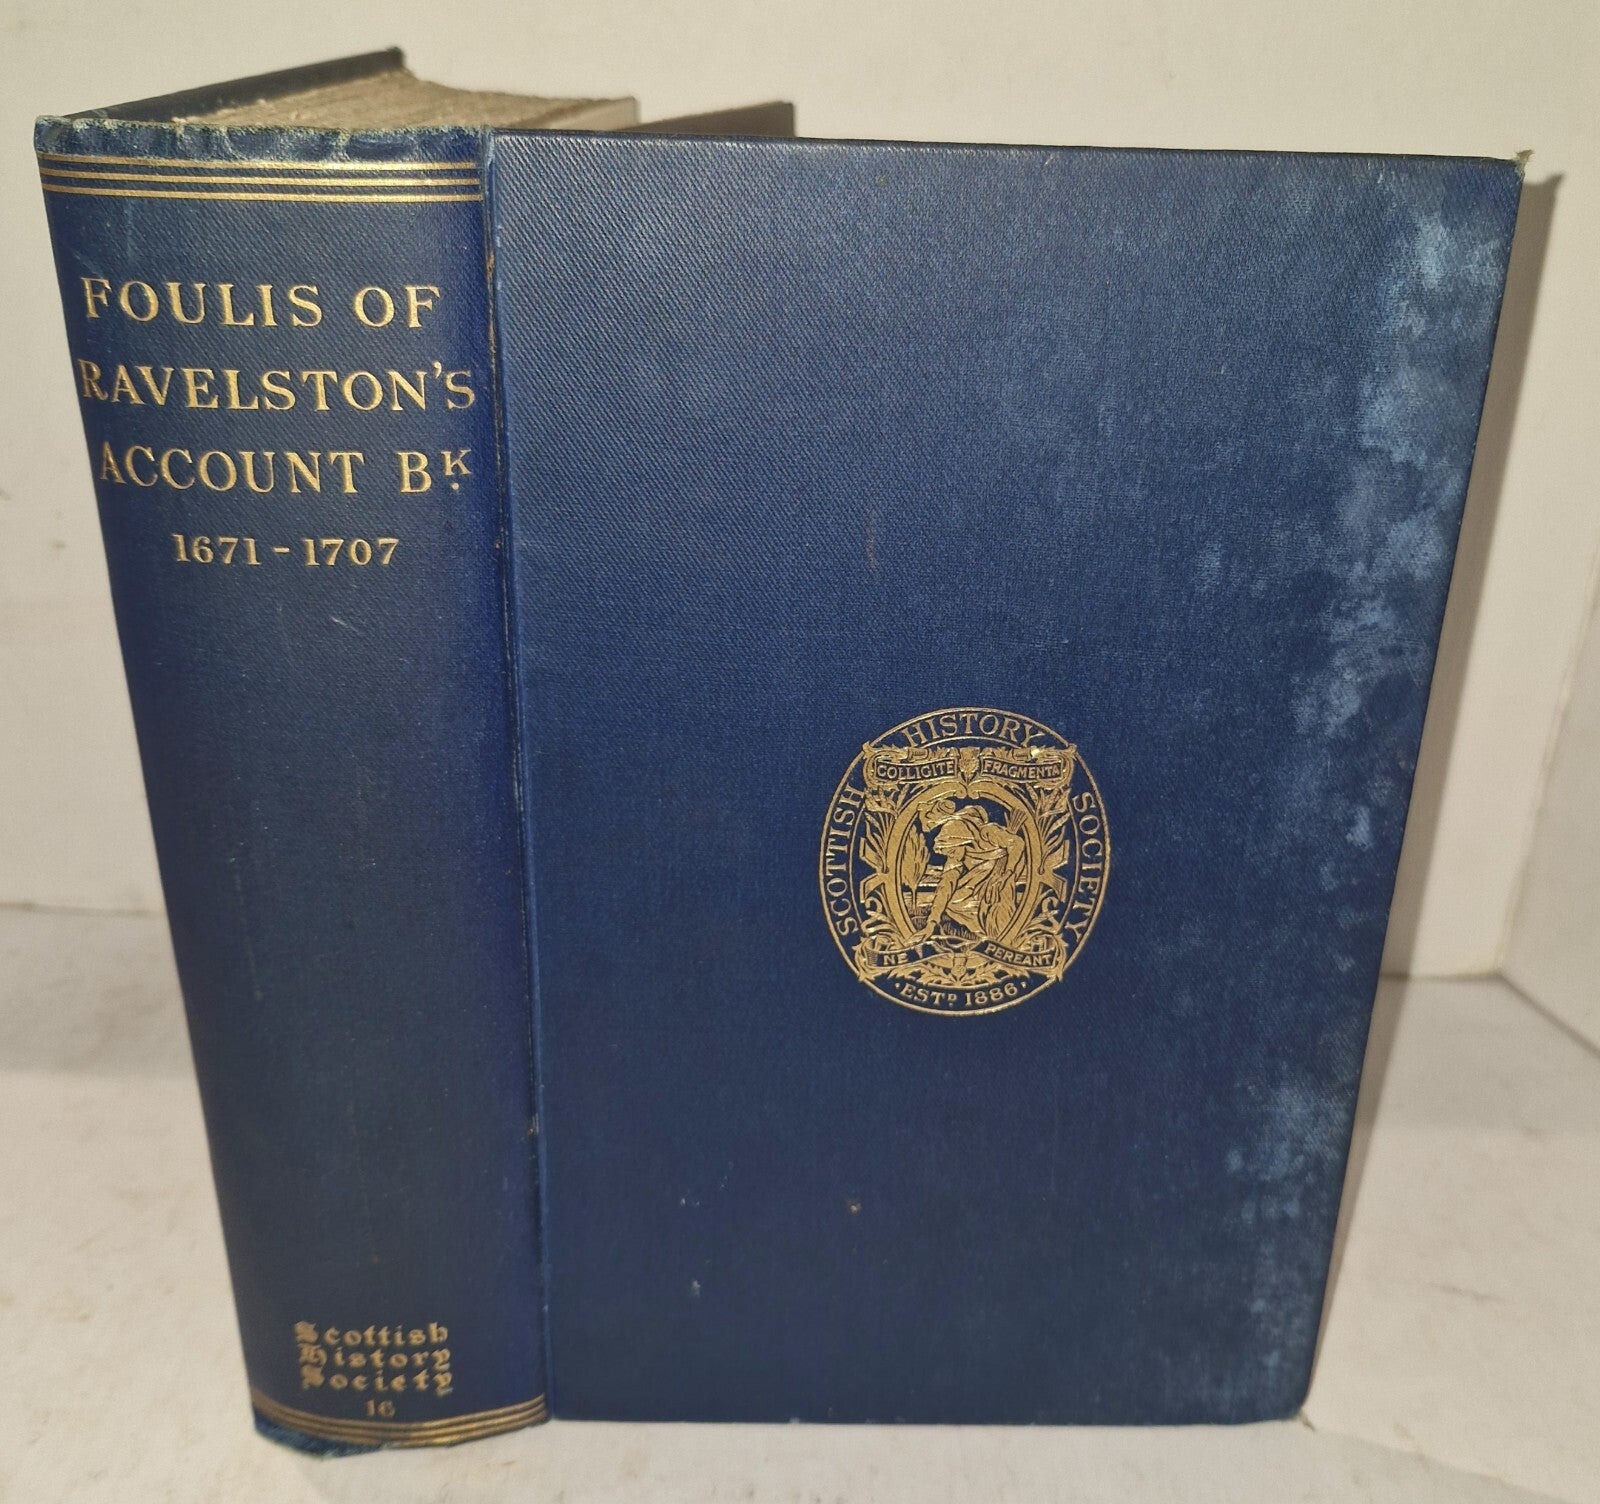 FOULIS OF
RAVELSTON'S
ACCOUNT BK.
1671-1707
Scottish
History
Society
16
SCOTTISH HISTORY SOCIETY
COLLIGITE FRAGMENTA
NE PEREANT
·ESTD 1886·